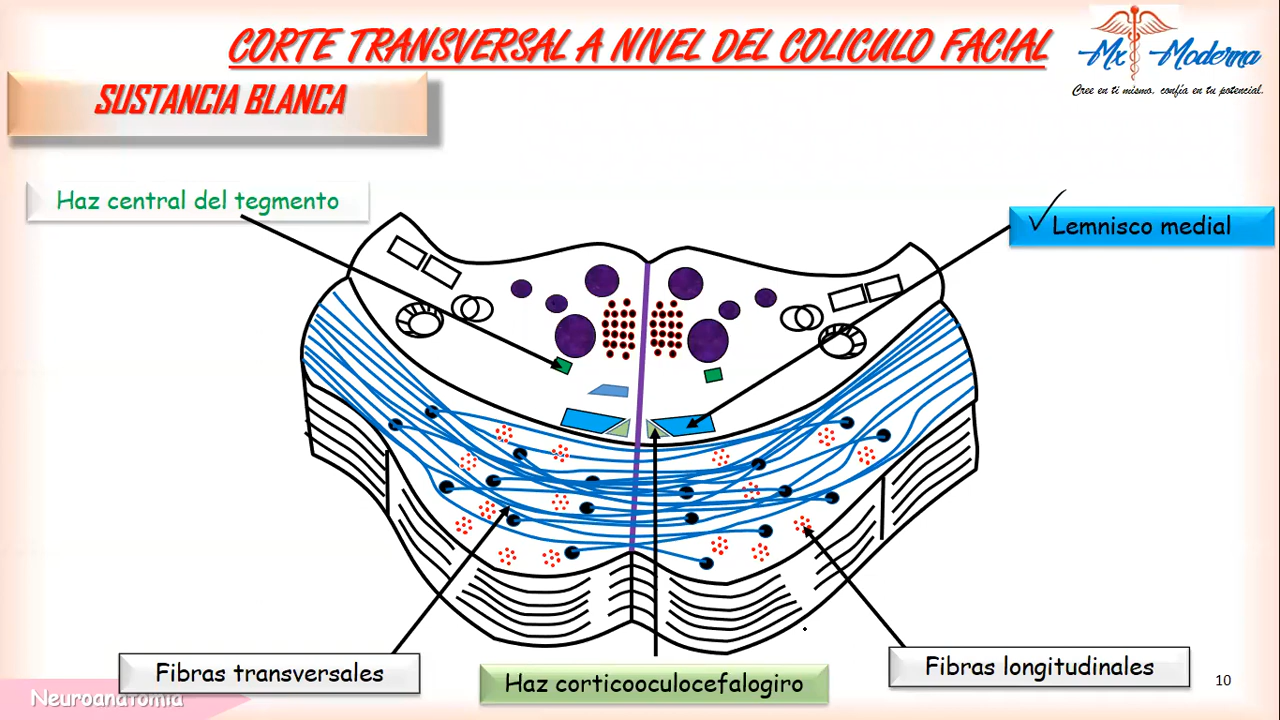 CORTE TRANSVERSAL A NIVEL DEL COLICULO FACIAL
Mx Moderna
Cree en ti mismo, confía en tu potencial.
SUSTANCIA BLANCA
Haz central del tegmento
Lemnisco medial
Fibras transversales
Haz corticooculocefalogiro
Fibras longitudinales
10
Neuroanatomía